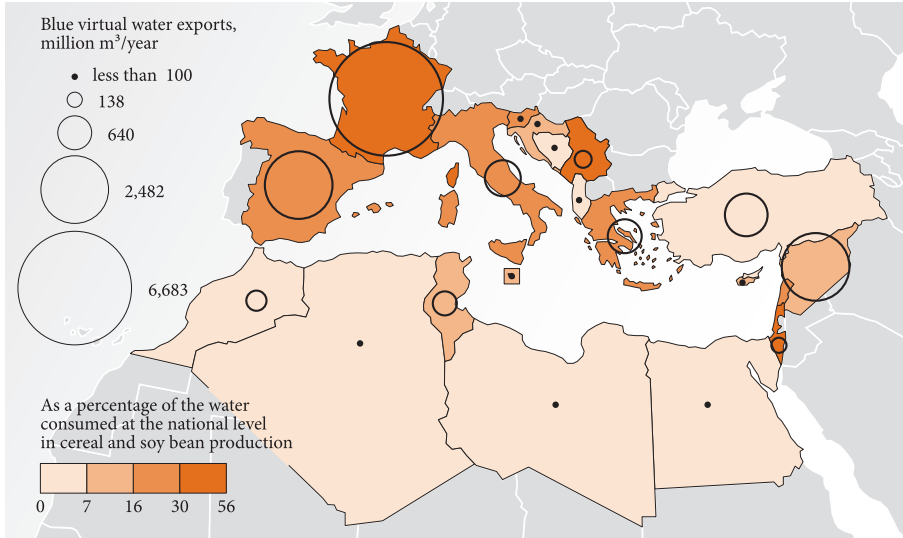 Blue virtual water exports,
million m³/year
less than 100
138
640
2,482
6,683
As a percentage of the water
consumed at the national level
in cereal and soy bean production
0 7 16 30 56